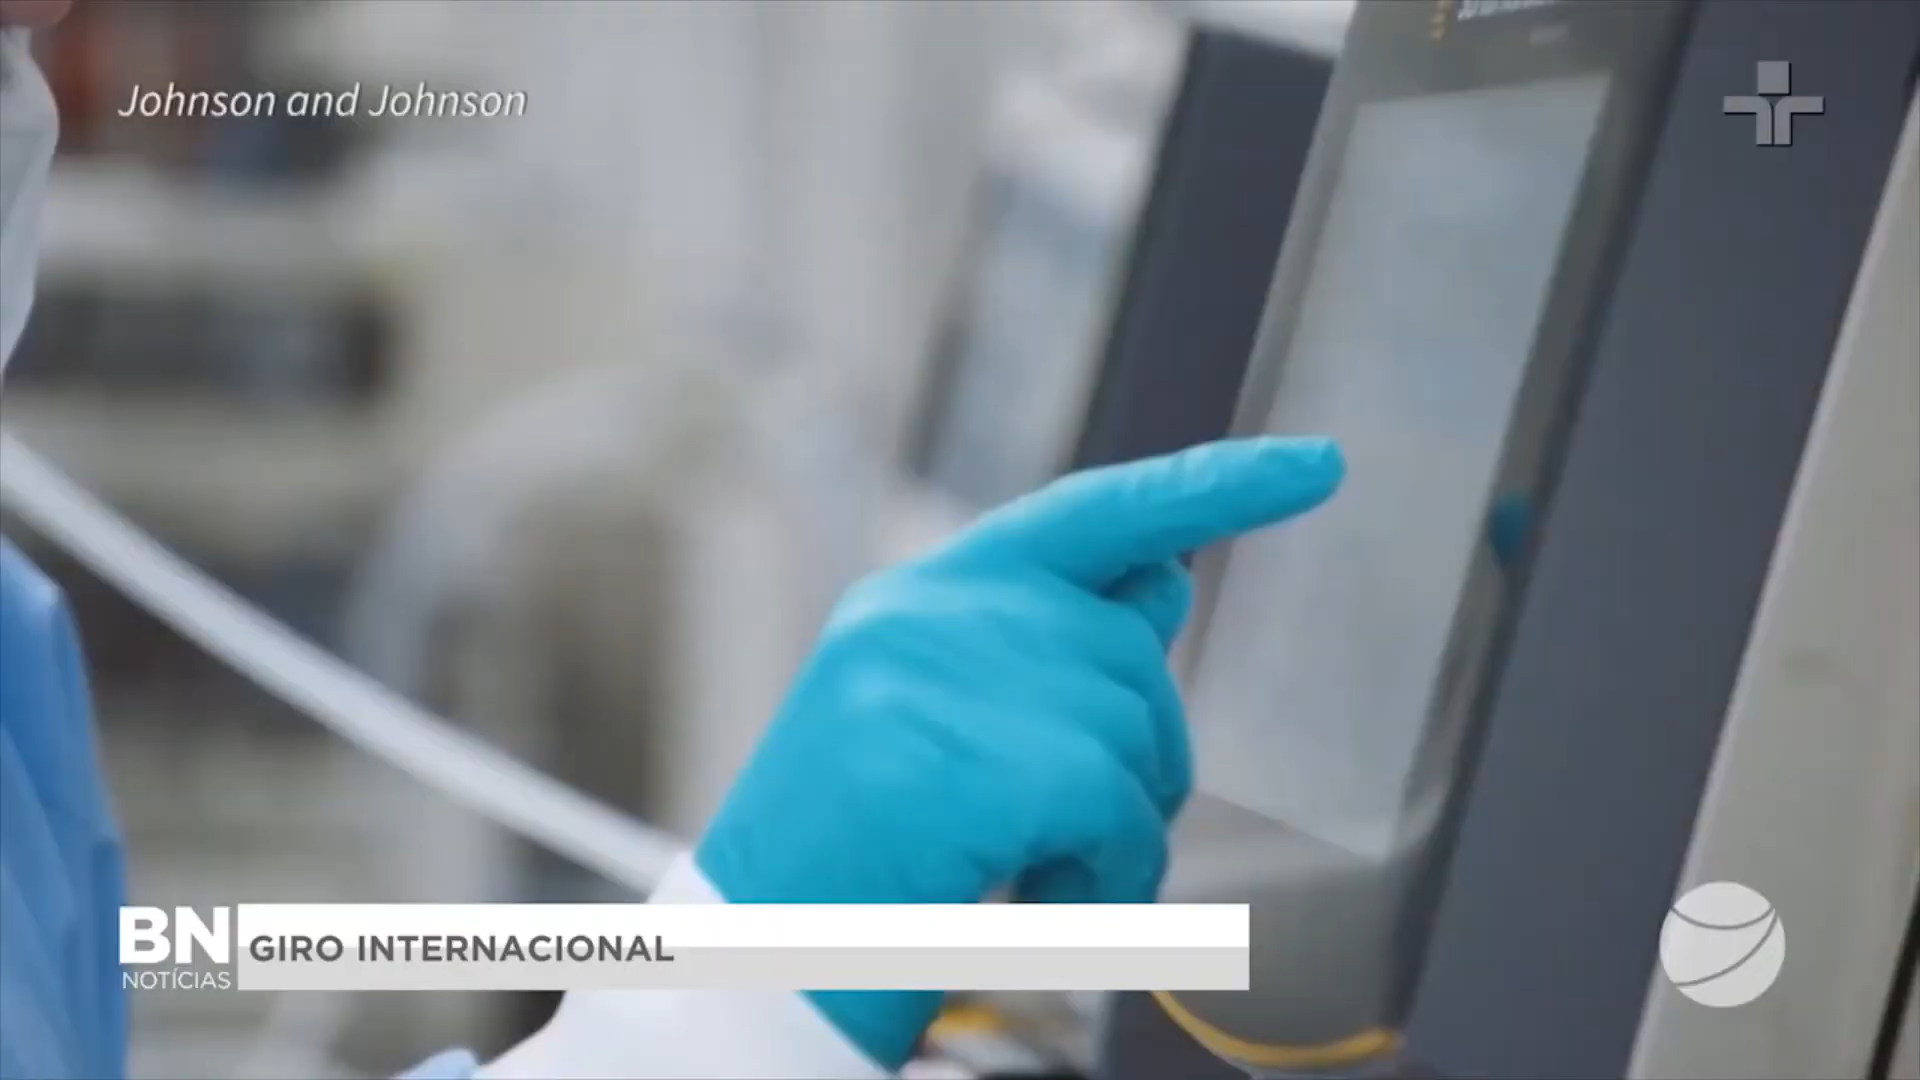 Johnson and Johnson
BN
NOTÍCIAS
GIRO INTERNACIONAL